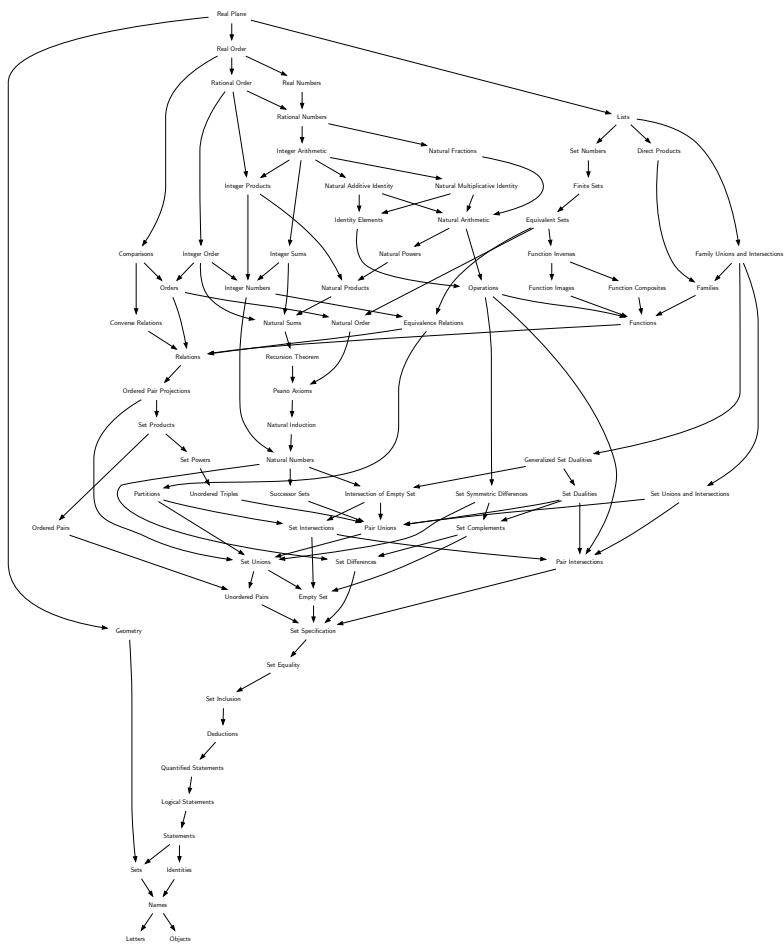 Real Plane
Real Order
Rational Order
Real Numbers
Rational Numbers
Lists
Integer Arithmetic
Natural Fractions
Set Numbers
Direct Products
Integer Products
Natural Additive Identity
Natural Multiplicative Identity
Finite Sets
Identity Elements
Natural Arithmetic
Equivalent Sets
Comparisons
Integer Order
Integer Sums
Natural Powers
Function Inverses
Family Unions and Intersections
Orders
Integer Numbers
Natural Products
Operations
Function Images
Function Composites
Families
Converse Relations
Natural Sums
Natural Order
Equivalence Relations
Functions
Relations
Recursion Theorem
Ordered Pair Projections
Peano Axioms
Set Products
Natural Induction
Set Powers
Natural Numbers
Generalized Set Dualities
Partitions
Unordered Triples
Successor Sets
Intersection of Empty Set
Set Symmetric Differences
Set Dualities
Set Unions and Intersections
Ordered Pairs
Set Intersections
Pair Unions
Set Complements
Set Unions
Set Differences
Pair Intersections
Unordered Pairs
Empty Set
Geometry
Set Specification
Set Equality
Set Inclusion
Deductions
Quantified Statements
Logical Statements
Statements
Sets
Identities
Names
Letters
Objects